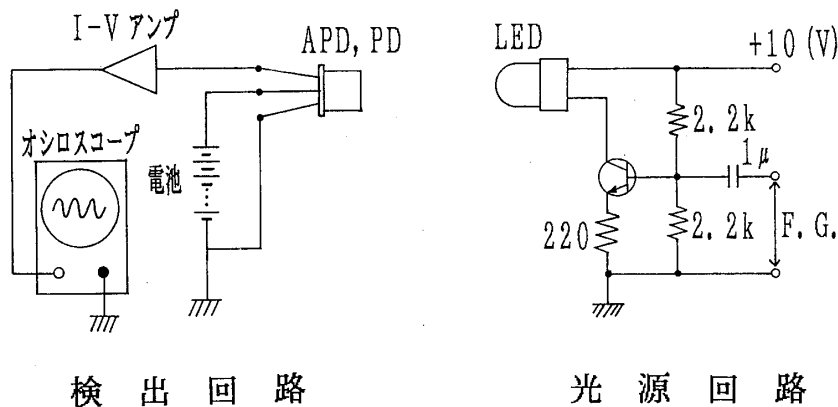 I-V アンプ
APD, PD
オシロスコープ
電池
検出回路
LED
+10 (V)
2.2k
1μ
220
2.2k
F.G.
光源回路